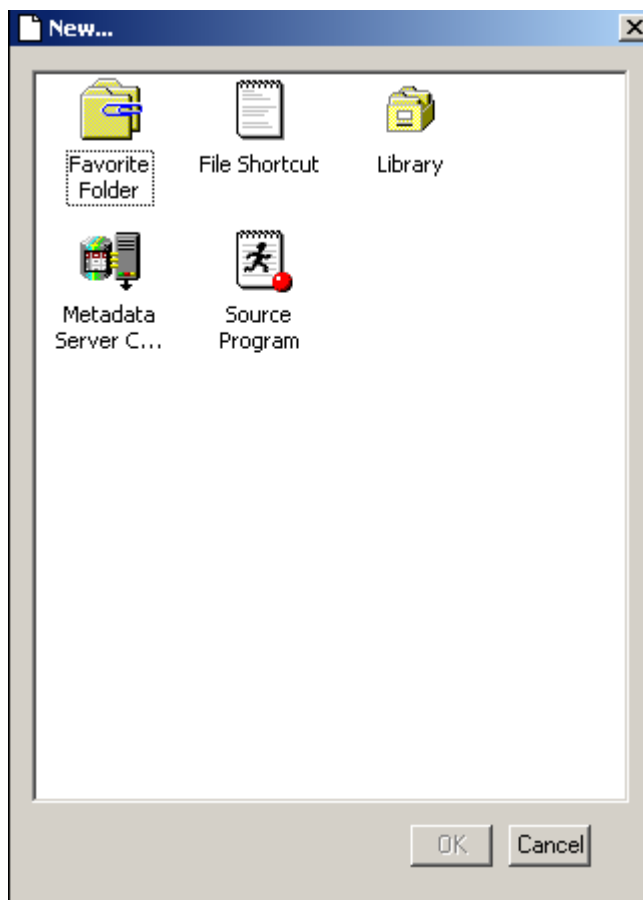 New...
Favorite Folder
File Shortcut
Library
Metadata Server C...
Source Program
OK
Cancel